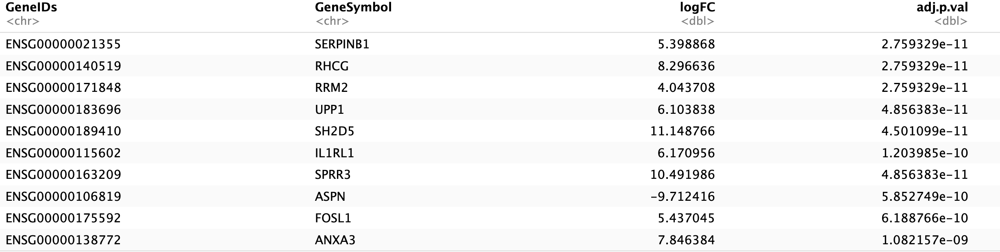 GeneIDs GeneSymbol logFC adj.p.val
<chr> <chr> <dbl> <dbl>
ENSG00000021355 SERPINB1 5.398868 2.759329e-11
ENSG00000140519 RHCG 8.296636 2.759329e-11
ENSG00000171848 RRM2 4.043708 2.759329e-11
ENSG00000183696 UPP1 6.103838 4.856383e-11
ENSG00000189410 SH2D5 11.148766 4.501099e-11
ENSG00000115602 IL1RL1 6.170956 1.203985e-10
ENSG00000163209 SPRR3 10.491986 4.856383e-11
ENSG00000106819 ASPN -9.712416 5.852749e-10
ENSG00000175592 FOSL1 5.437045 6.188766e-10
ENSG00000138772 ANXA3 7.846384 1.082157e-09